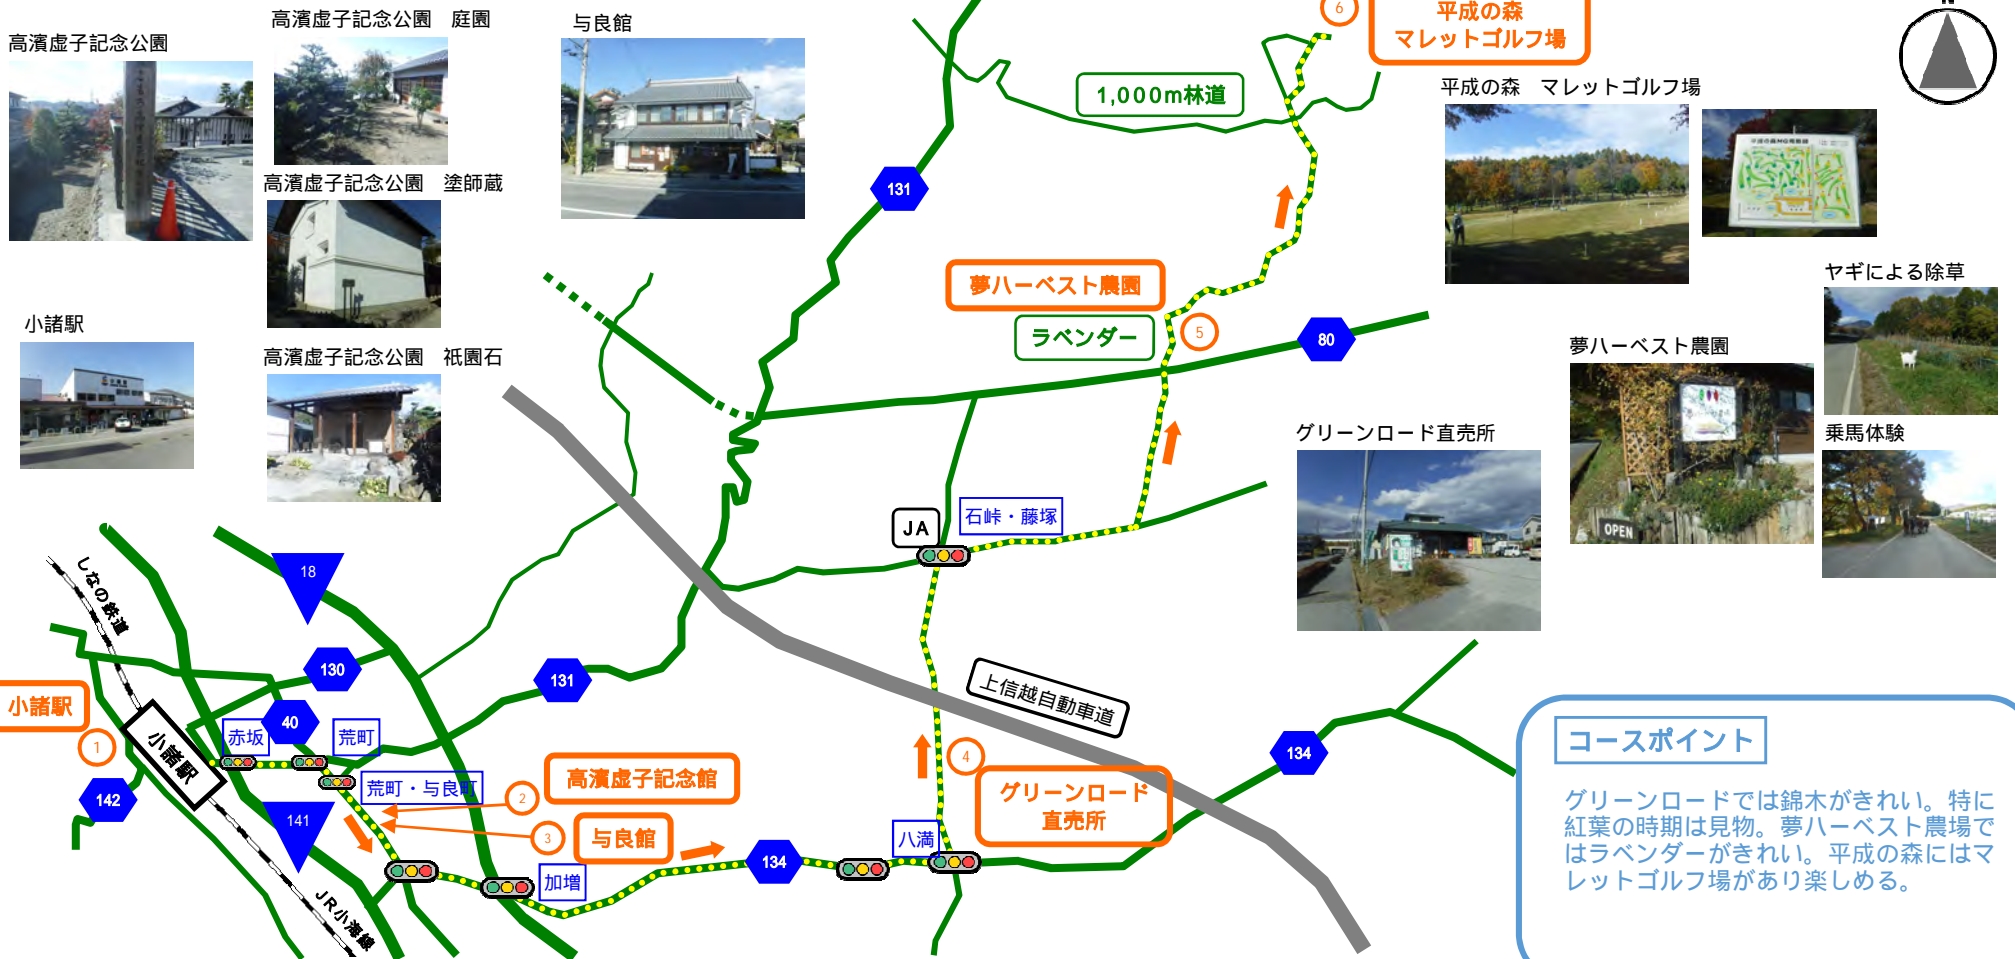 N
高濱虚子記念公園
高濱虚子記念公園　庭園
与良館
6
平成の森
マレットゴルフ場
1,000m林道
平成の森　マレットゴルフ場
高濱虚子記念公園　塗師蔵
131
夢ハーベスト農園
ラベンダー
5
80
ヤギによる除草
小諸駅
高濱虚子記念公園　祇園石
夢ハーベスト農園
グリーンロード直売所
乗馬体験
OPEN
JA
石峠・藤塚
しなの鉄道
18
130
131
上信越自動車道
小諸駅
1
小諸駅
40
赤坂
荒町
荒町・与良町
142
141
2
高濱虚子記念館
3
与良館
4
グリーンロード
直売所
134
八満
134
加増
JR小海線
コースポイント
グリーンロードでは錦木がきれい。特に
紅葉の時期は見物。夢ハーベスト農場で
はラベンダーがきれい。平成の森にはマ
レットゴルフ場があり楽しめる。